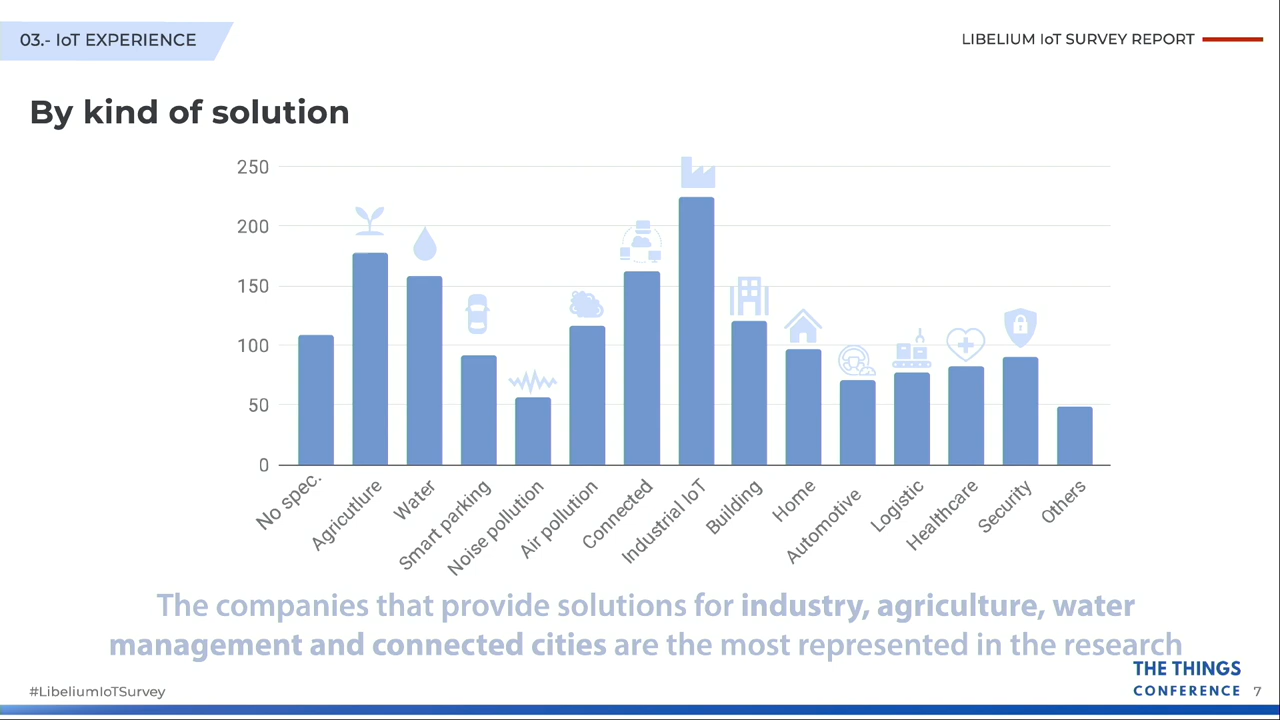 03.- IoT EXPERIENCE
LIBELIUM IoT SURVEY REPORT
By kind of solution
250
200
150
100
50
0
No spec.
Agricutlure
Water
Smart parking
Noise pollution
Air pollution
Connected
Industrial IoT
Building
Home
Automotive
Logistic
Healthcare
Security
Others
The companies that provide solutions for industry, agriculture, water
management and connected cities are the most represented in the research
THE THINGS
CONFERENCE
#LibeliumIoTSurvey
7